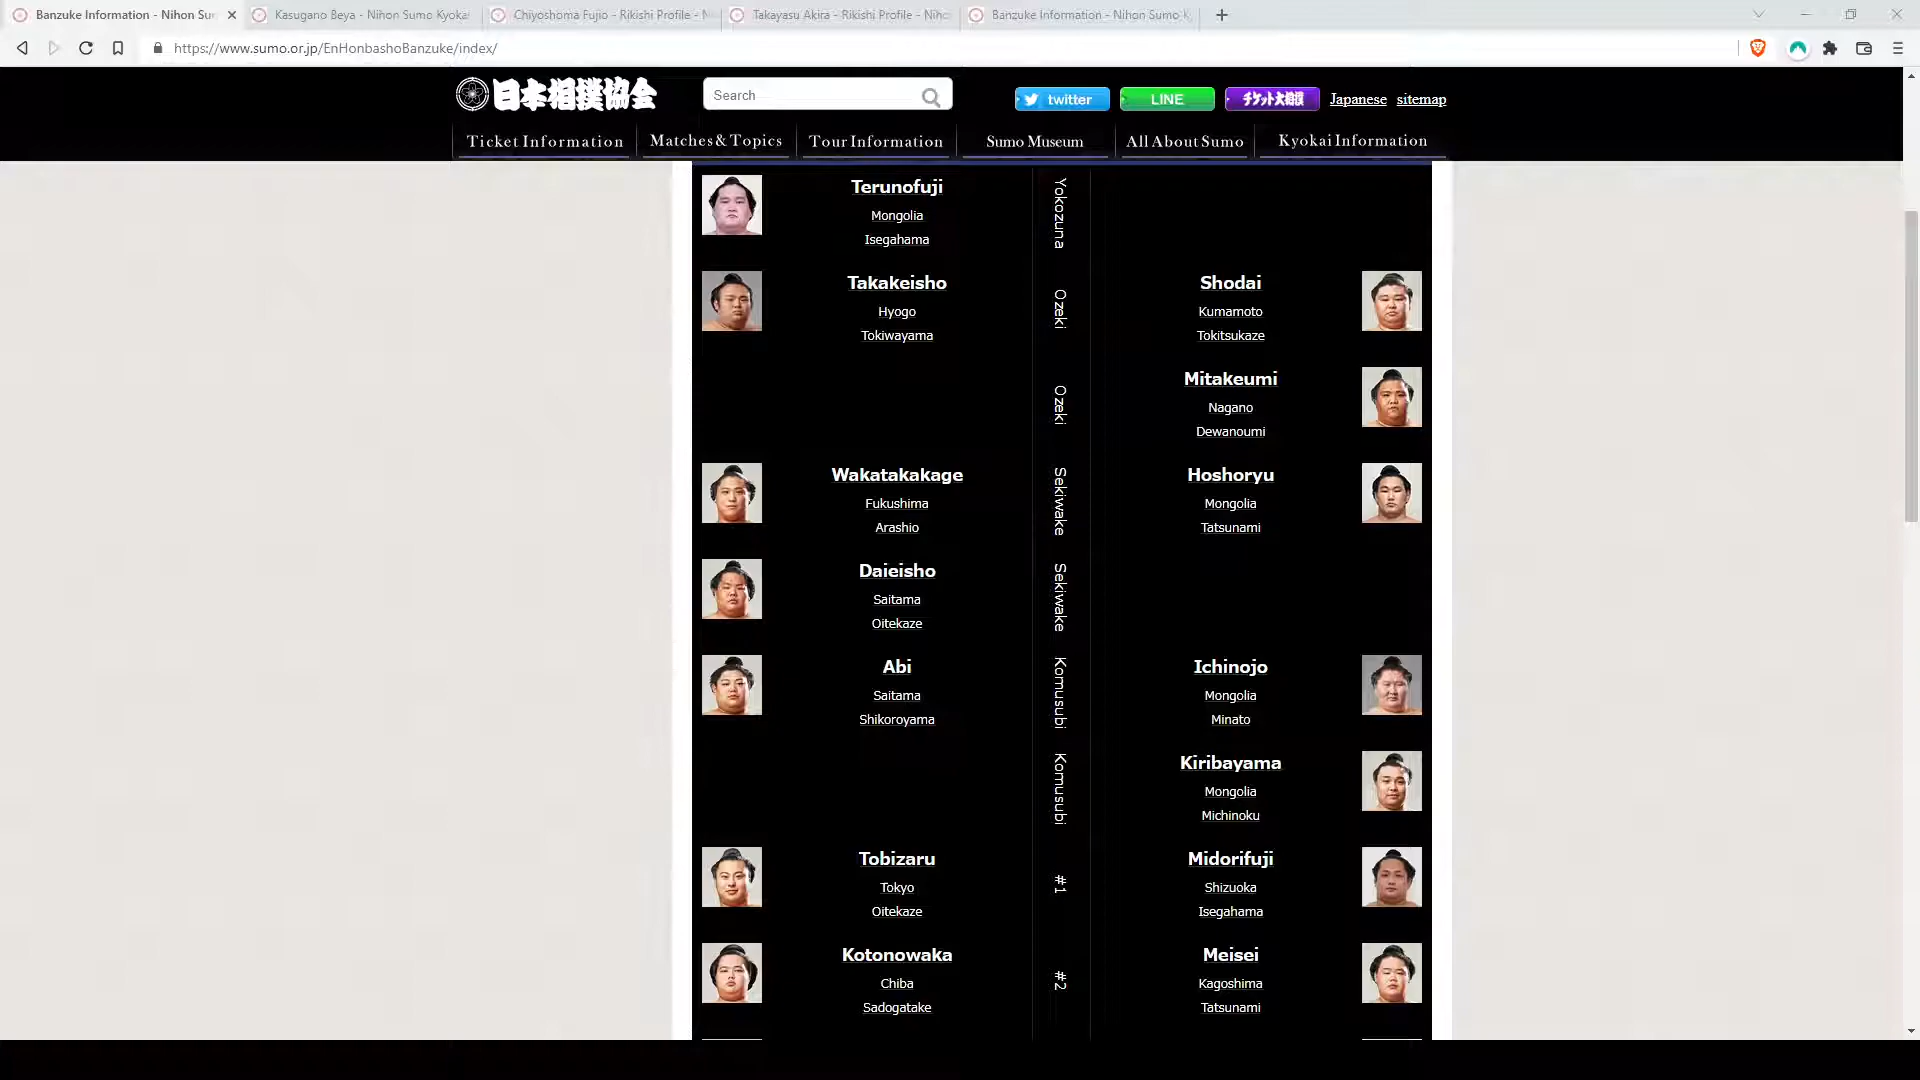 Banzuke Information - Nihon Su
Kasugano Beya - Nihon Sumo Kyoka
Chiyoshoma Fujio - Rikishi Profile - N
Takayasu Akira - Rikishi Profile - Niho
Banzuke Information - Nihon Sumo K
https://www.sumo.or.jp/EnHonbashoBanzuke/index/
日本相撲協会
Search
twitter
LINE
チケット大相撲
Japanese
sitemap
Ticket Information
Matches & Topics
Tour Information
Sumo Museum
All About Sumo
Kyokai Information
Terunofuji
Mongolia
Isegahama
Yokozuna
Takakeisho
Hyogo
Tokiwayama
Ozeki
Shodai
Kumamoto
Tokitsukaze
Ozeki
Mitakeumi
Nagano
Dewanoumi
Wakatakakage
Fukushima
Arashio
Sekiwake
Hoshoryu
Mongolia
Tatsunami
Daieisho
Saitama
Oitekaze
Sekiwake
Abi
Saitama
Shikoroyama
Komusubi
Ichinojo
Mongolia
Minato
Komusubi
Kiribayama
Mongolia
Michinoku
Tobizaru
Tokyo
Oitekaze
#1
Midorifuji
Shizuoka
Isegahama
Kotonowaka
Chiba
Sadogatake
#2
Meisei
Kagoshima
Tatsunami